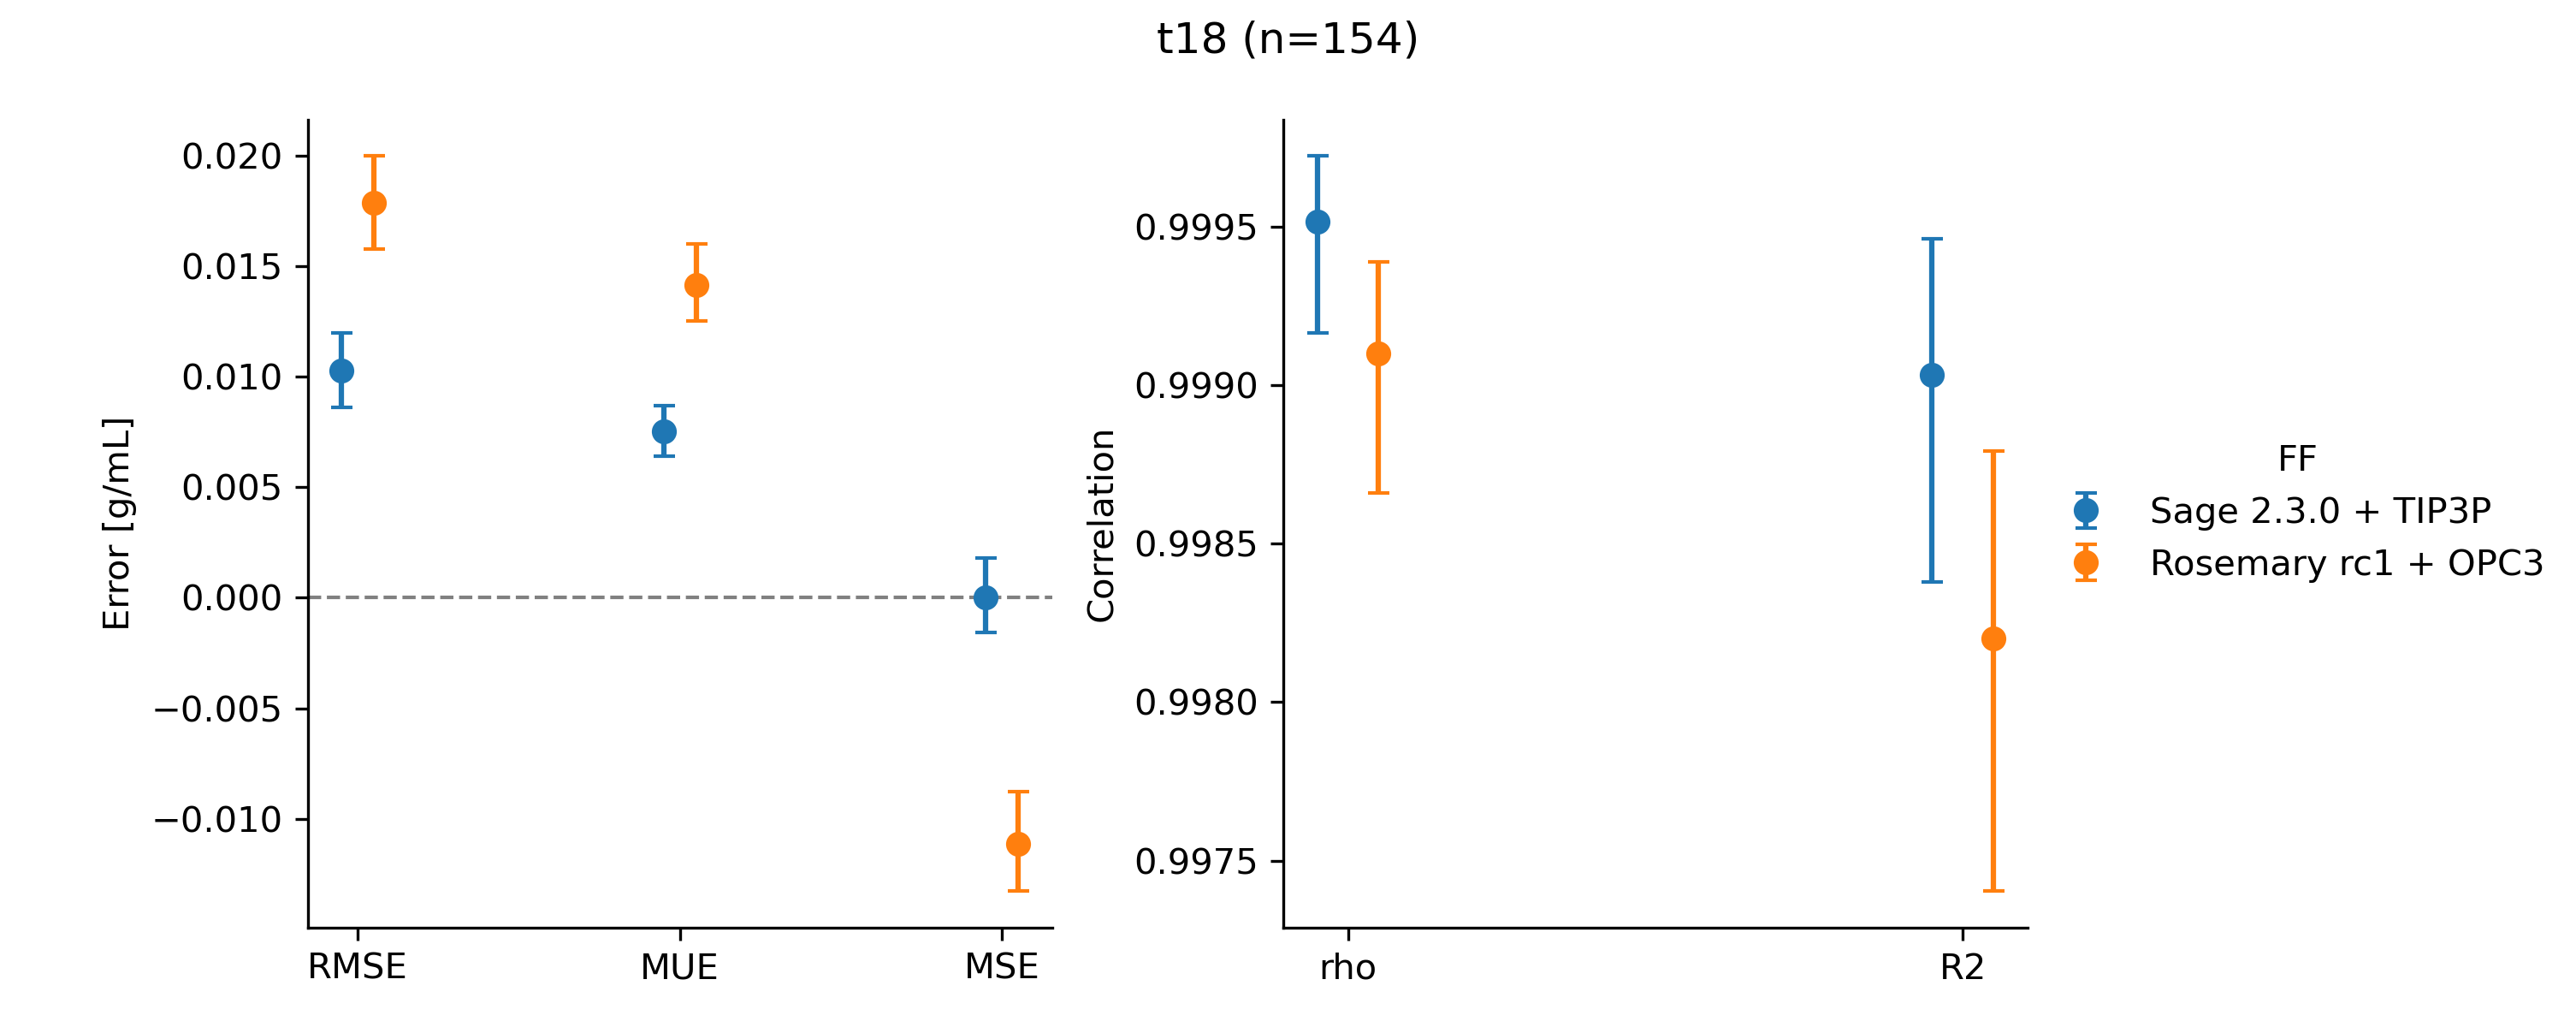 t18 (n=154)
Error [g/mL]
0.020
0.015
0.010
0.005
0.000
−0.005
−0.010
RMSE
MUE
MSE
Correlation
0.9995
0.9990
0.9985
0.9980
0.9975
rho
R2
FF
Sage 2.3.0 + TIP3P
Rosemary rc1 + OPC3